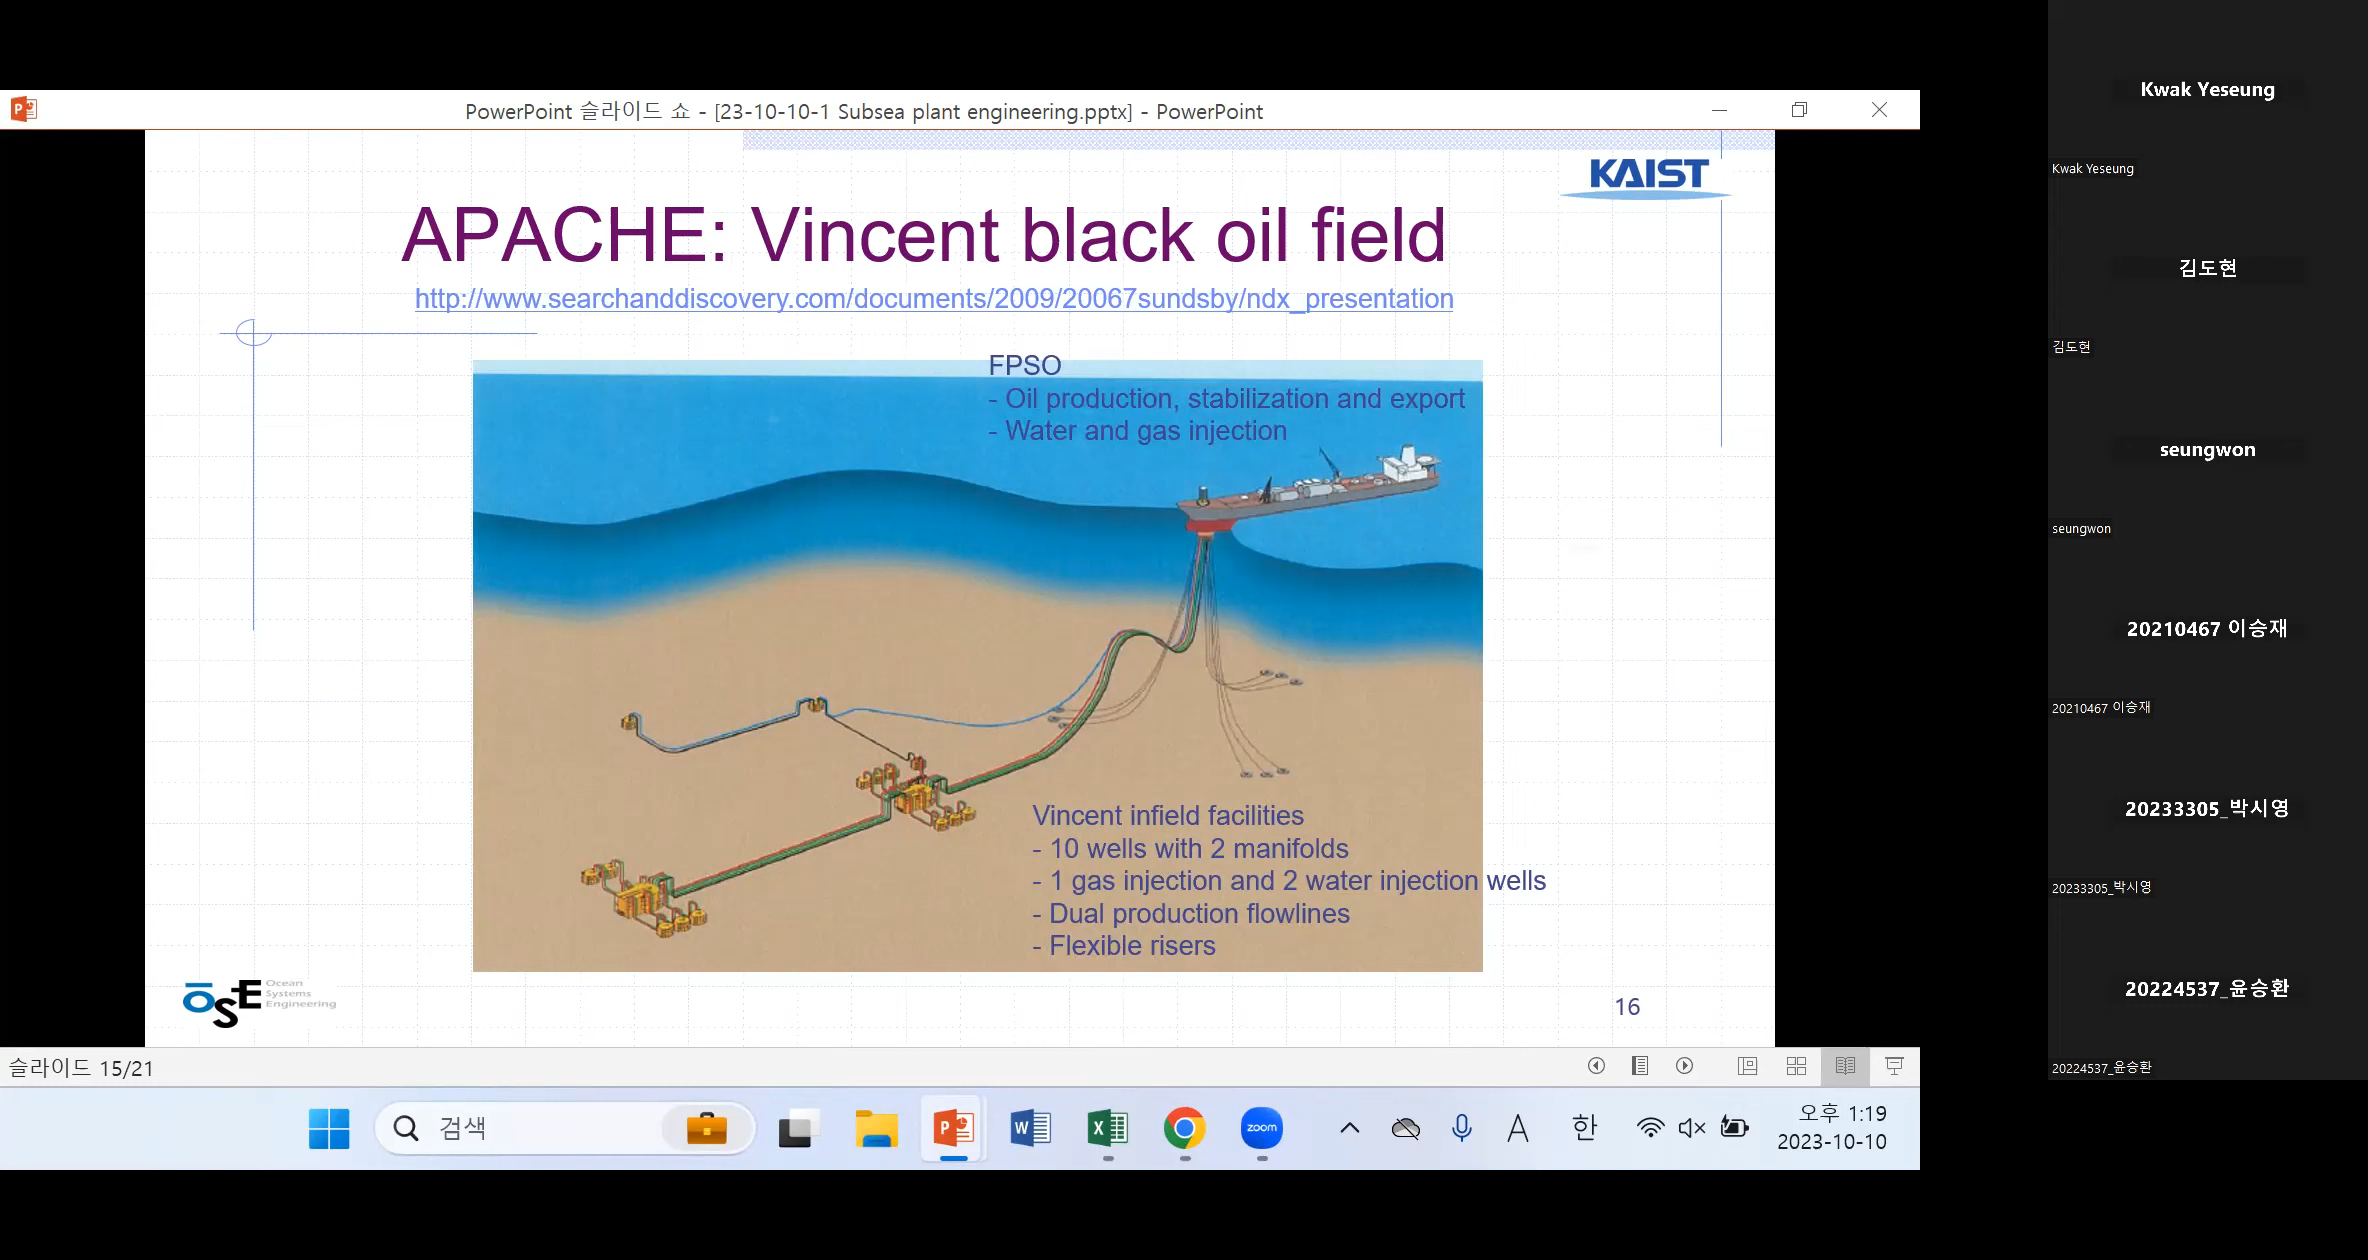 PowerPoint 슬라이드 쇼 - [23-10-10-1 Subsea plant engineering.pptx] - PowerPoint
KAIST
APACHE: Vincent black oil field
http://www.searchanddiscovery.com/documents/2009/20067sundsby/ndx_presentation
FPSO
- Oil production, stabilization and export
- Water and gas injection
Vincent infield facilities
- 10 wells with 2 manifolds
- 1 gas injection and 2 water injection wells
- Dual production flowlines
- Flexible risers
OSE
Ocean
Systems
Engineering
16
슬라이드 15/21
검색
zoom
A
한
오후 1:19
2023-10-10
Kwak Yeseung
Kwak Yeseung
김도현
김도현
seungwon
seungwon
20210467 이승재
20210467 이승재
20233305_박시영
20233305_박시영
20224537_윤승환
20224537_윤승환